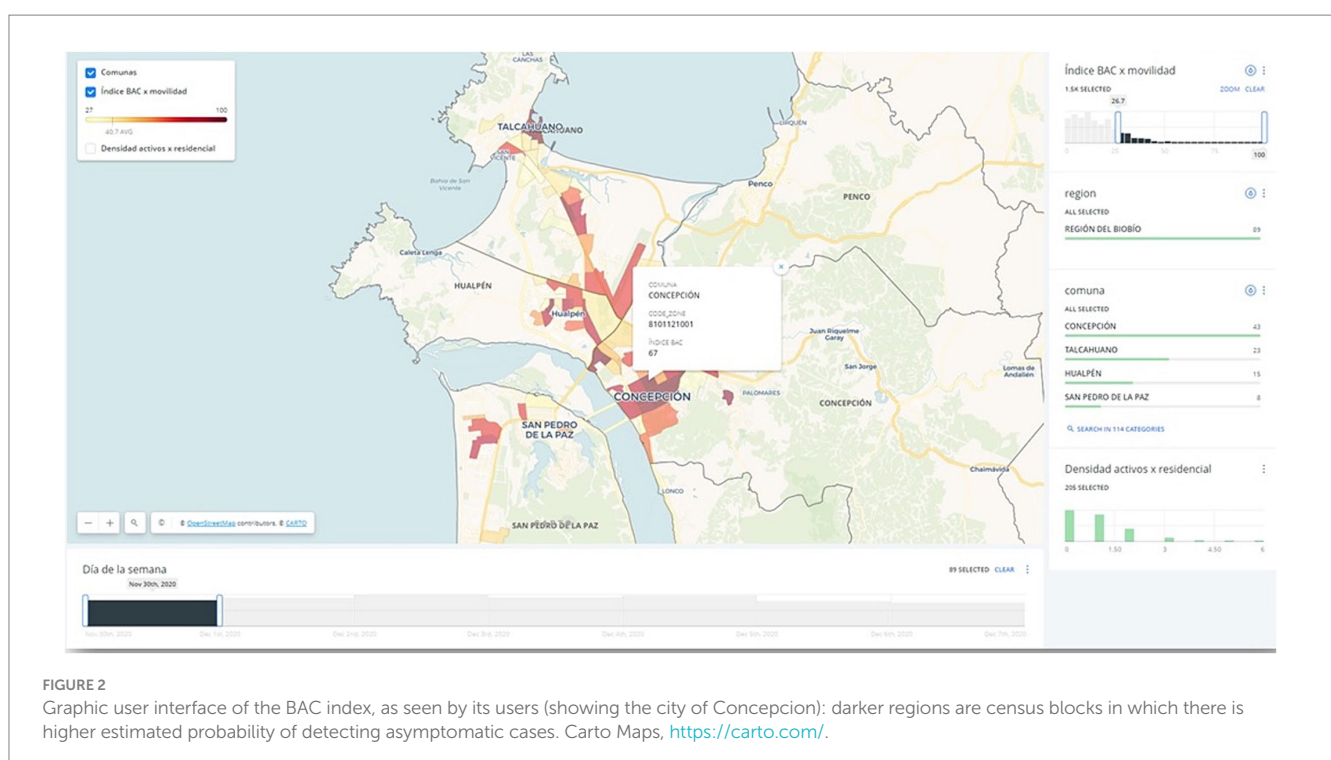 Comunas
Índice BAC x movilidad
27 100
40.7 AVG
Densidad activos x residencial
LAS
CANCHAS
TALCAHUANO
SAN
VICENTE
Bahía de San
Vicente
LIRQUÉN
Penco
PENCO
Caleta Lenga
HUALPÉN
Hualpén
COMUNA
CONCEPCIÓN
CODE_ZONE
8101121001
ÍNDICE BAC
67
Juan Riquelme
Garay
San Jorge
Lomas de
Andalién
CONCEPCIÓN
PALOMARES
CONCEPCIÓN
SAN PEDRO
DE LA PAZ
Chaimávida
LONCO
SAN PEDRO DE LA PAZ
© OpenStreetMap contributors, © CARTO
Día de la semana
89 SELECTED CLEAR
Nov 30th, 2020
Nov 30th, 2020 Dec 1st, 2020 Dec 2nd, 2020 Dec 3rd, 2020 Dec 4th, 2020 Dec 5th, 2020 Dec 6th, 2020 Dec 7th, 2020
Índice BAC x movilidad
1.5K SELECTED ZOOM CLEAR
26.7
0 25 50 75 100
100
region
ALL SELECTED
REGIÓN DEL BIOBÍO 89
comuna
ALL SELECTED
CONCEPCIÓN 43
TALCAHUANO 23
HUALPÉN 15
SAN PEDRO DE LA PAZ 8
SEARCH IN 114 CATEGORIES
Densidad activos x residencial
205 SELECTED
0 1.50 3 4.50 6
FIGURE 2
Graphic user interface of the BAC index, as seen by its users (showing the city of Concepcion): darker regions are census blocks in which there is
higher estimated probability of detecting asymptomatic cases. Carto Maps, https://carto.com/.